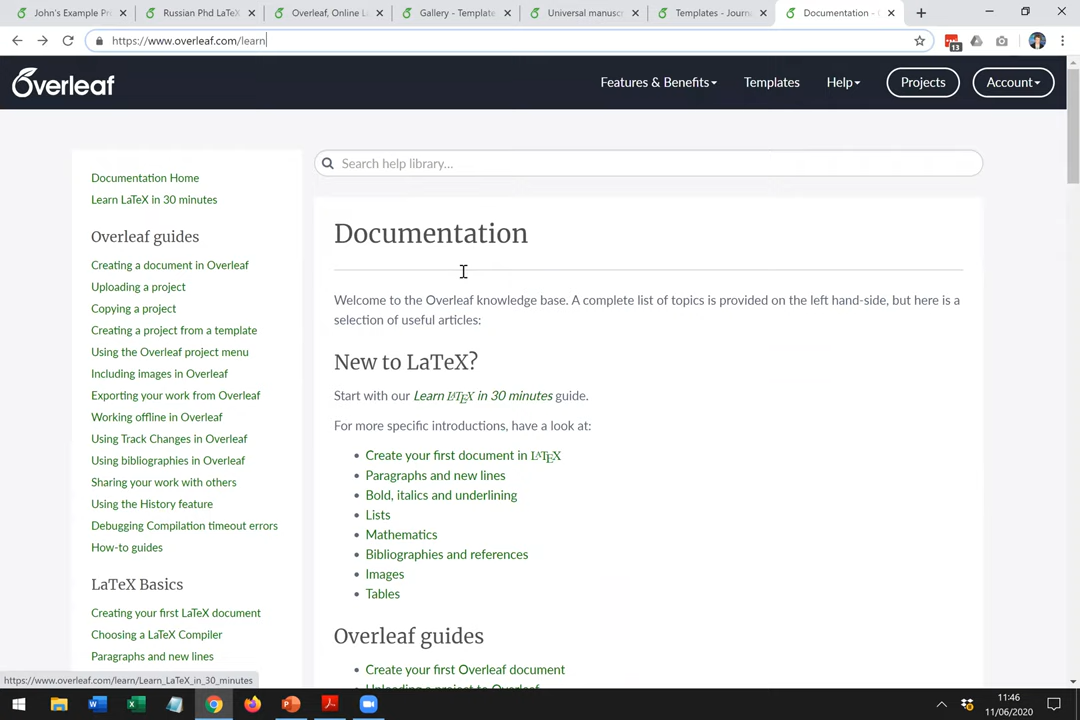 John's Example Pro
Russian Phd LaTeX
Overleaf, Online L
Gallery - Template
Universal manuscr
Templates - Journa
Documentation -
https://www.overleaf.com/learn
13
Overleaf
Features & Benefits
Templates
Help
Projects
Account
Search help library...
Documentation Home
Learn LaTeX in 30 minutes
Overleaf guides
Creating a document in Overleaf
Uploading a project
Copying a project
Creating a project from a template
Using the Overleaf project menu
Including images in Overleaf
Exporting your work from Overleaf
Working offline in Overleaf
Using Track Changes in Overleaf
Using bibliographies in Overleaf
Sharing your work with others
Using the History feature
Debugging Compilation timeout errors
How-to guides
LaTeX Basics
Creating your first LaTeX document
Choosing a LaTeX Compiler
Paragraphs and new lines
Documentation
Welcome to the Overleaf knowledge base. A complete list of topics is provided on the left hand-side, but here is a
selection of useful articles:
New to LaTeX?
Start with our Learn LaTeX in 30 minutes guide.
For more specific introductions, have a look at:
• Create your first document in LaTeX
• Paragraphs and new lines
• Bold, italics and underlining
• Lists
• Mathematics
• Bibliographies and references
• Images
• Tables
Overleaf guides
• Create your first Overleaf document
• Uploading a project to Overleaf
https://www.overleaf.com/learn/Learn_LaTeX_in_30_minutes
11:46
11/06/2020